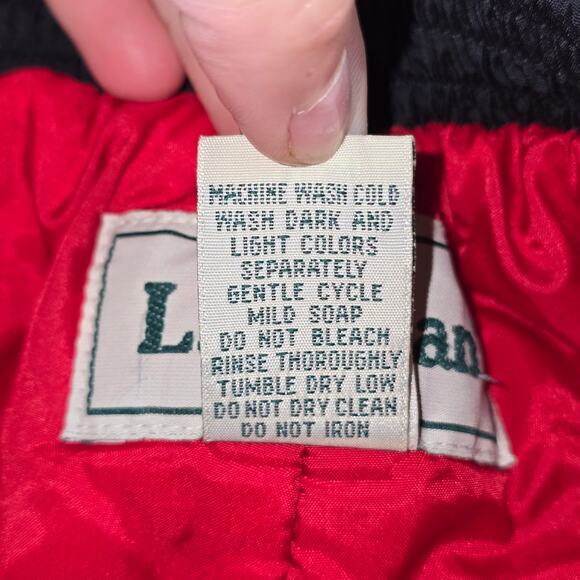 MACHINE WASH COLD
WASH DARK AND
LIGHT COLORS
SEPARATELY
GENTLE CYCLE
MILD SOAP
DO NOT BLEACH
RINSE THOROUGHLY
TUMBLE DRY LOW
DO NOT DRY CLEAN
DO NOT IRON